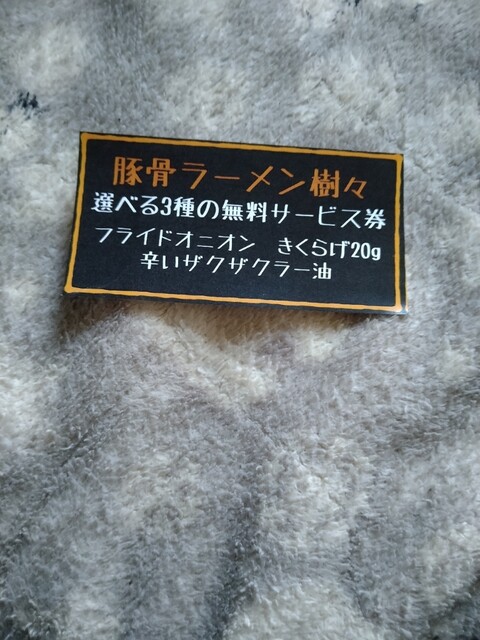 豚骨ラーメン樹々
選べる3種の無料サービス券
フライドオニオン　きくらげ20g
辛いザクザクラー油